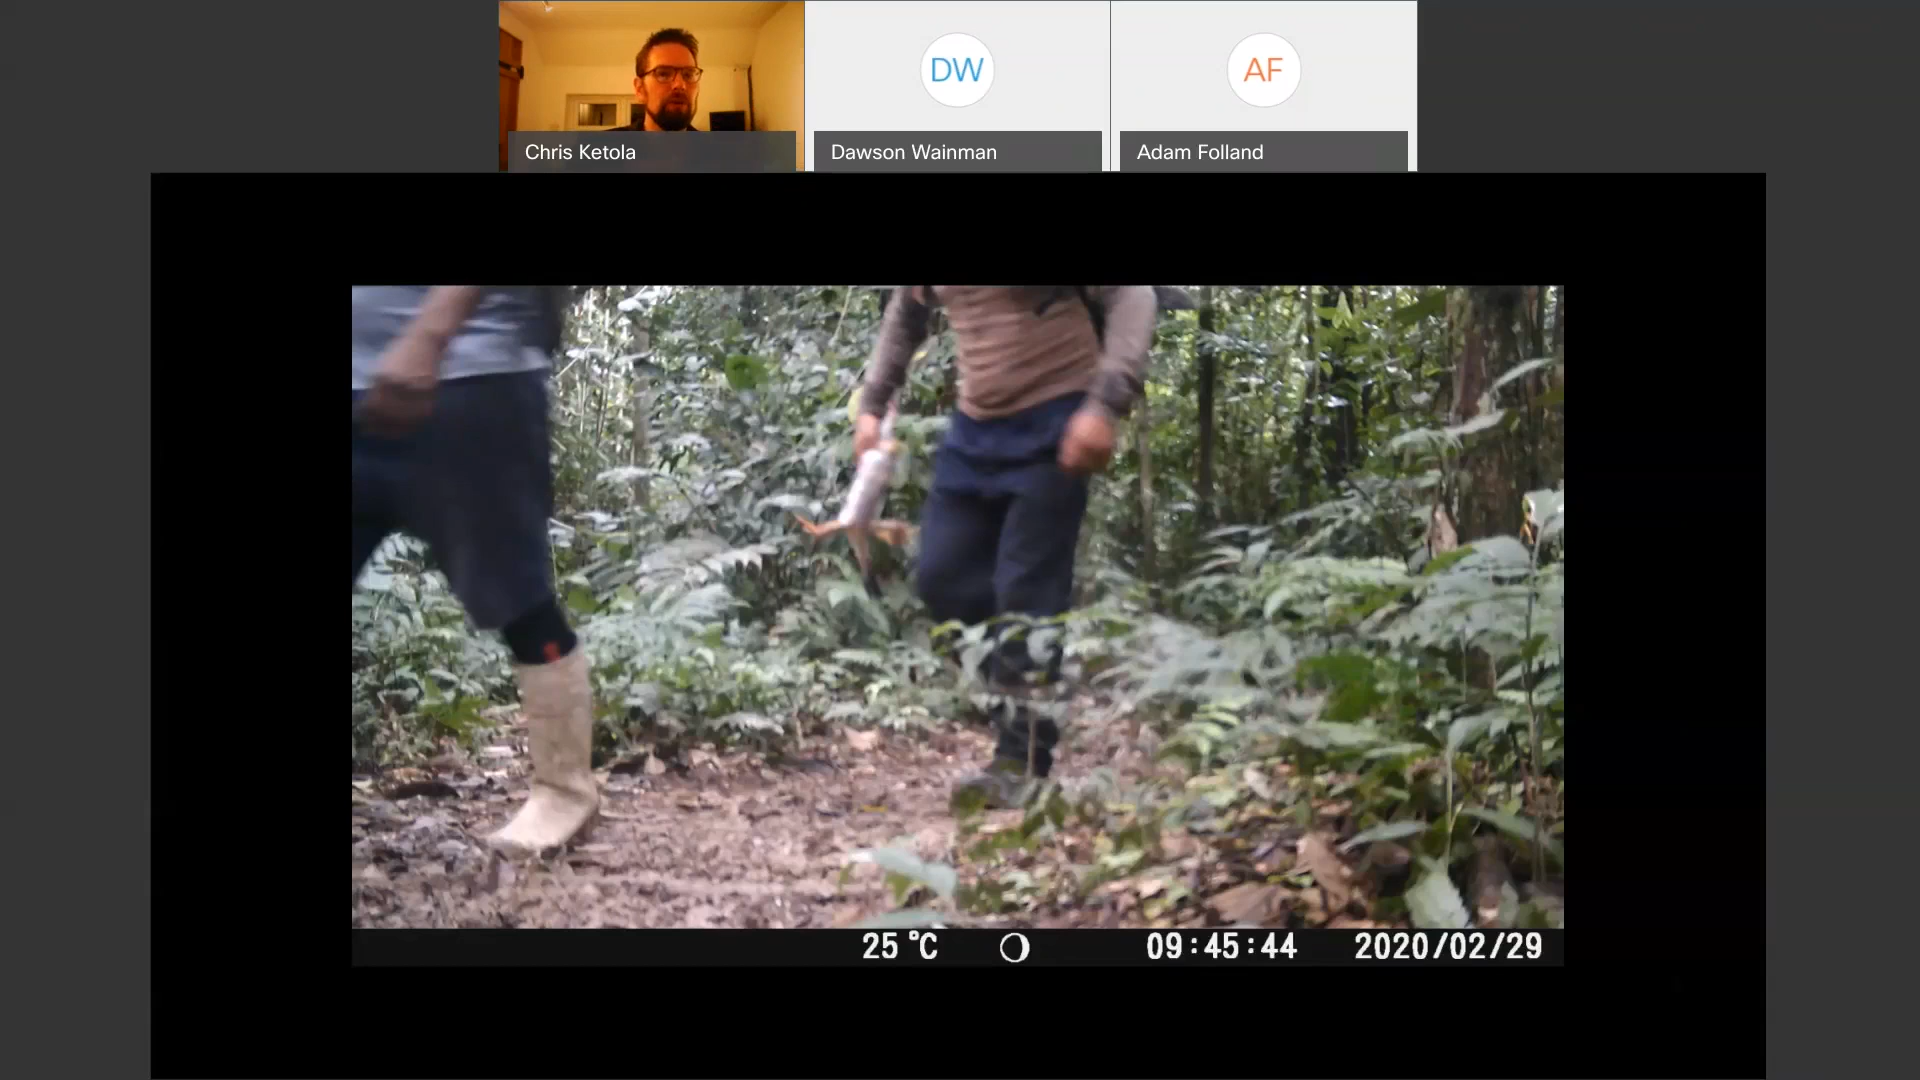 DW
AF
Chris Ketola
Dawson Wainman
Adam Folland
25 °C 09:45:44 2020/02/29